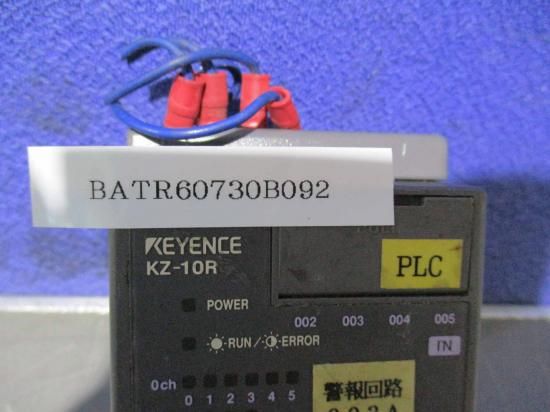 BATR60730B092
KEYENCE
KZ-10R
PLC
POWER
002 003 004 005
RUN/ERROR
IN
0ch
0 1 2 3 4 5
警報回路